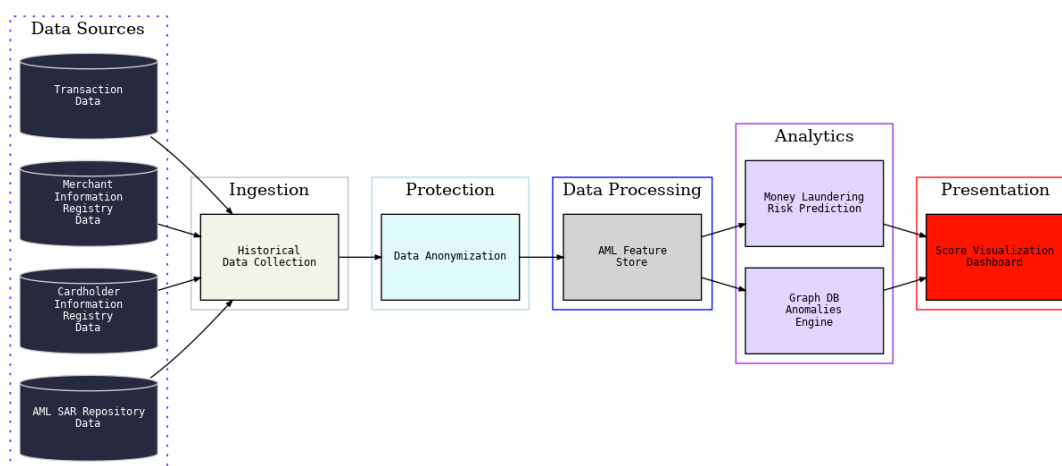 Data Sources
Transaction
Data
Merchant
Information
Registry
Data
Cardholder
Information
Registry
Data
AML SAR Repository
Data
Ingestion
Historical
Data Collection
Protection
Data Anonymization
Data Processing
AML Feature
Store
Analytics
Money Laundering
Risk Prediction
Graph DB
Anomalies
Engine
Presentation
Score Visualization
Dashboard